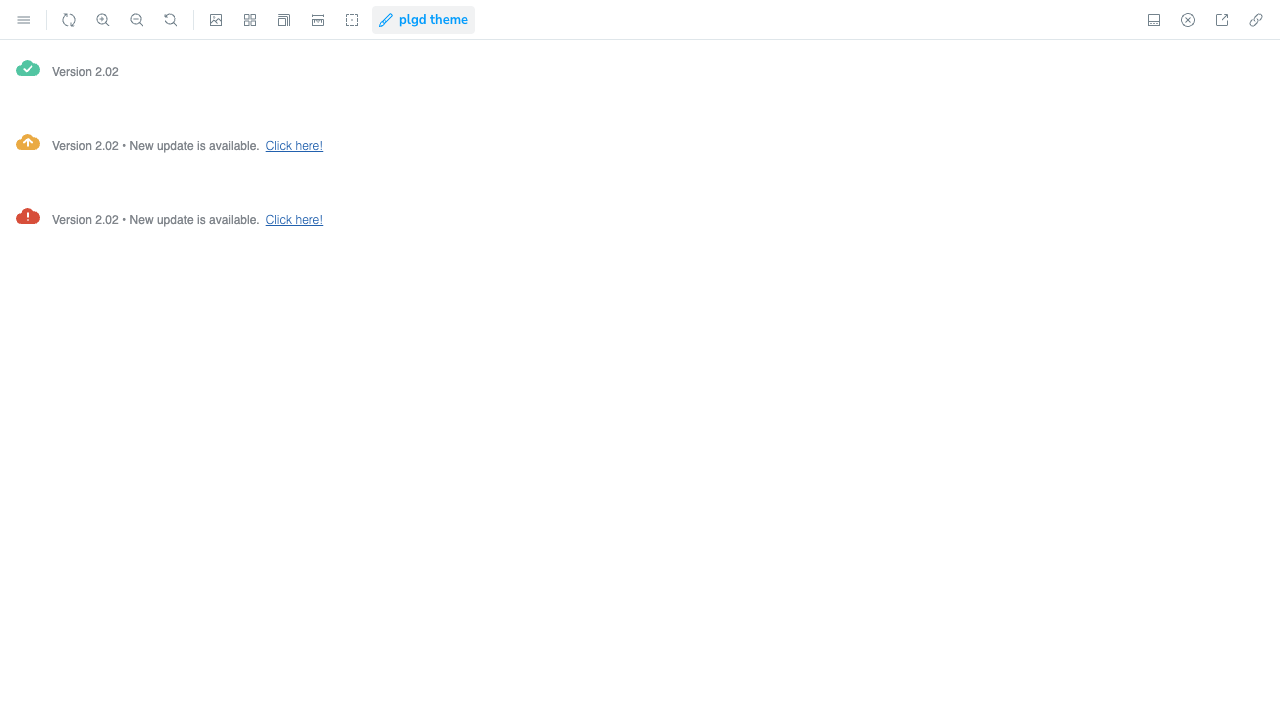 plgd theme
Version 2.02
Version 2.02 • New update is available. Click here!
Version 2.02 • New update is available. Click here!